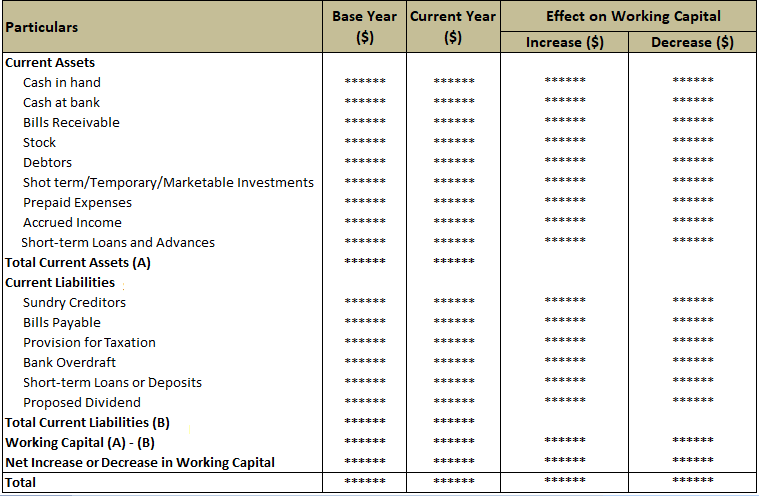 Particulars Base Year ($) Current Year ($) Effect on Working Capital
Increase ($) Decrease ($)
Current Assets
Cash in hand ****** ****** ****** ******
Cash at bank ****** ****** ****** ******
Bills Receivable ****** ****** ****** ******
Stock ****** ****** ****** ******
Debtors ****** ****** ****** ******
Shot term/Temporary/Marketable Investments ****** ****** ****** ******
Prepaid Expenses ****** ****** ****** ******
Accrued Income ****** ****** ****** ******
Short-term Loans and Advances ****** ****** ****** ******
Total Current Assets (A) ****** ******
Current Liabilities
Sundry Creditors ****** ****** ****** ******
Bills Payable ****** ****** ****** ******
Provision for Taxation ****** ****** ****** ******
Bank Overdraft ****** ****** ****** ******
Short-term Loans or Deposits ****** ****** ****** ******
Proposed Dividend ****** ****** ****** ******
Total Current Liabilities (B) ****** ******
Working Capital (A) - (B) ****** ****** ****** ******
Net Increase or Decrease in Working Capital ****** ****** ****** ******
Total ****** ****** ****** ******